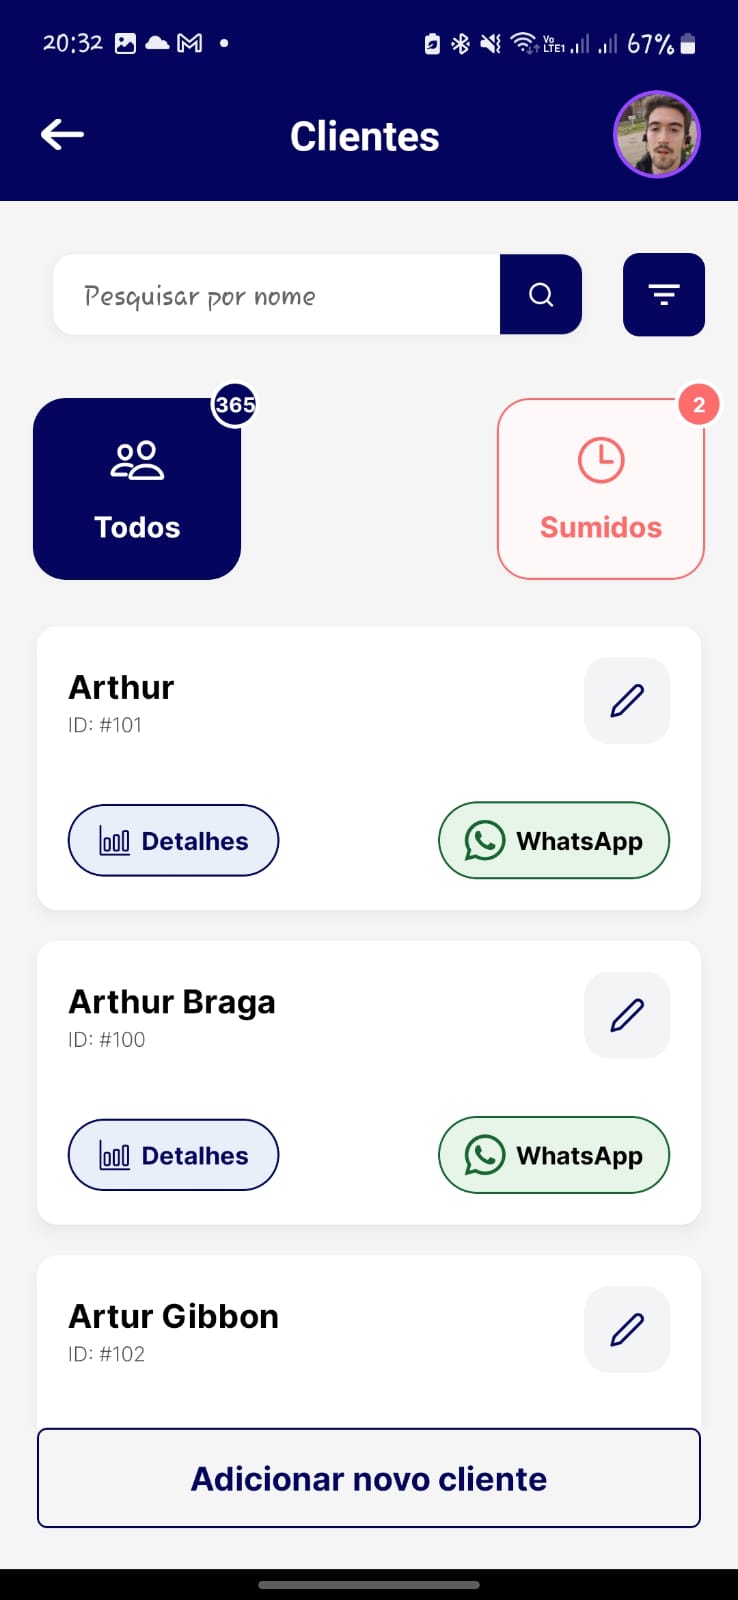 20:32 Vo LTE1 67%
Clientes
Pesquisar por nome
365
2
Todos
Sumidos
Arthur
ID: #101
Detalhes
WhatsApp
Arthur Braga
ID: #100
Detalhes
WhatsApp
Artur Gibbon
ID: #102
Adicionar novo cliente